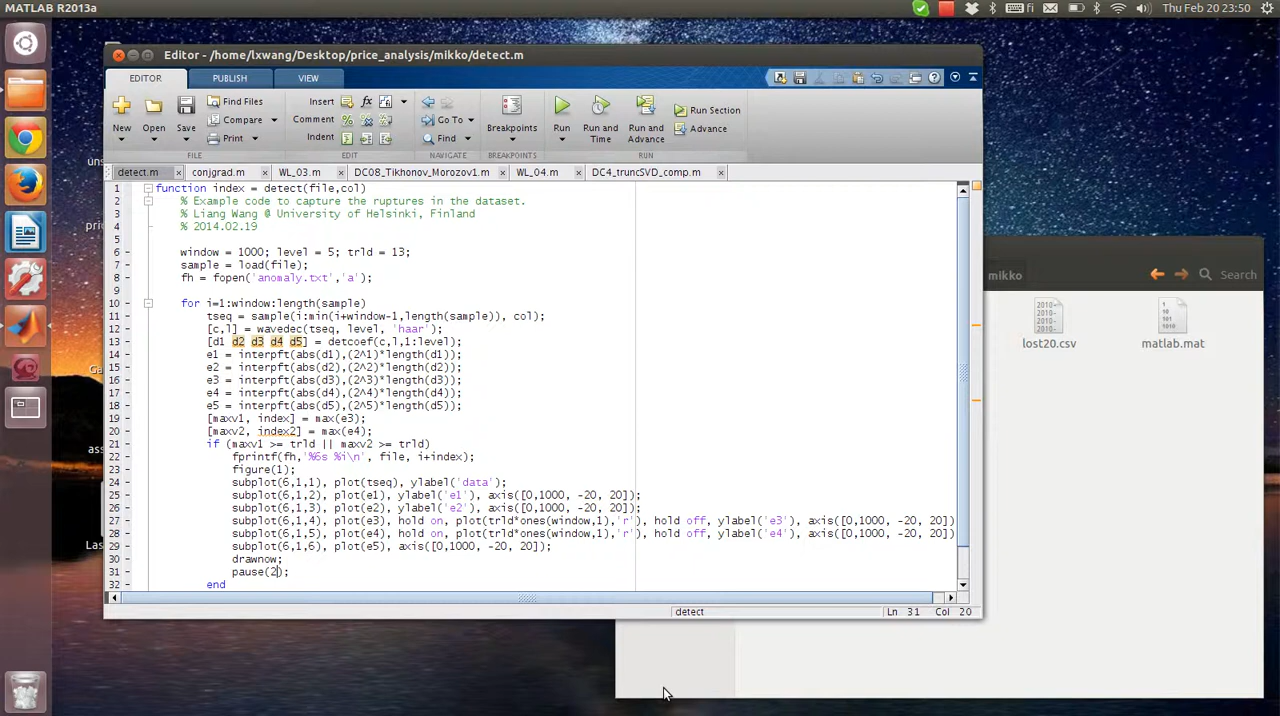 MATLAB R2013a
fi
Thu Feb 20 23:50
Editor - /home/lxwang/Desktop/price_analysis/mikko/detect.m
EDITOR PUBLISH VIEW
Find Files Insert fx
New Open Save Compare Comment Go To Breakpoints Run Run and Time Run and Advance Run Section
Print Indent Find Advance
FILE EDIT NAVIGATE BREAKPOINTS RUN
detect.m conjgrad.m WL_03.m DC08_Tikhonov_Morozov1.m WL_04.m DC4_truncSVD_comp.m
1 function index = detect(file,col)
2 % Example code to capture the ruptures in the dataset.
3 % Liang Wang @ University of Helsinki, Finland
4 % 2014.02.19
5
6 window = 1000; level = 5; trld = 13;
7 sample = load(file);
8 fh = fopen('anomaly.txt','a');
9
10 for i=1:window:length(sample)
11 tseq = sample(i:min(i+window-1,length(sample)), col);
12 [c,l] = wavedec(tseq, level, 'haar');
13 [d1 d2 d3 d4 d5] = detcoef(c,l,1:level);
14 e1 = interpft(abs(d1),(2^1)*length(d1));
15 e2 = interpft(abs(d2),(2^2)*length(d2));
16 e3 = interpft(abs(d3),(2^3)*length(d3));
17 e4 = interpft(abs(d4),(2^4)*length(d4));
18 e5 = interpft(abs(d5),(2^5)*length(d5));
19 [maxv1, index] = max(e3);
20 [maxv2, index2] = max(e4);
21 if (maxv1 >= trld || maxv2 >= trld)
22 fprintf(fh,'%6s %i\n', file, i+index);
23 figure(1);
24 subplot(6,1,1), plot(tseq), ylabel('data');
25 subplot(6,1,2), plot(e1), ylabel('e1'), axis([0,1000, -20, 20]);
26 subplot(6,1,3), plot(e2), ylabel('e2'), axis([0,1000, -20, 20]);
27 subplot(6,1,4), plot(e3), hold on, plot(trld*ones(window,1),'r'), hold off, ylabel('e3'), axis([0,1000, -20, 20])
28 subplot(6,1,5), plot(e4), hold on, plot(trld*ones(window,1),'r'), hold off, ylabel('e4'), axis([0,1000, -20, 20])
29 subplot(6,1,6), plot(e5), axis([0,1000, -20, 20]);
30 drawnow;
31 pause(2);
32 end
detect Ln 31 Col 20
mikko Search
lost20.csv matlab.mat